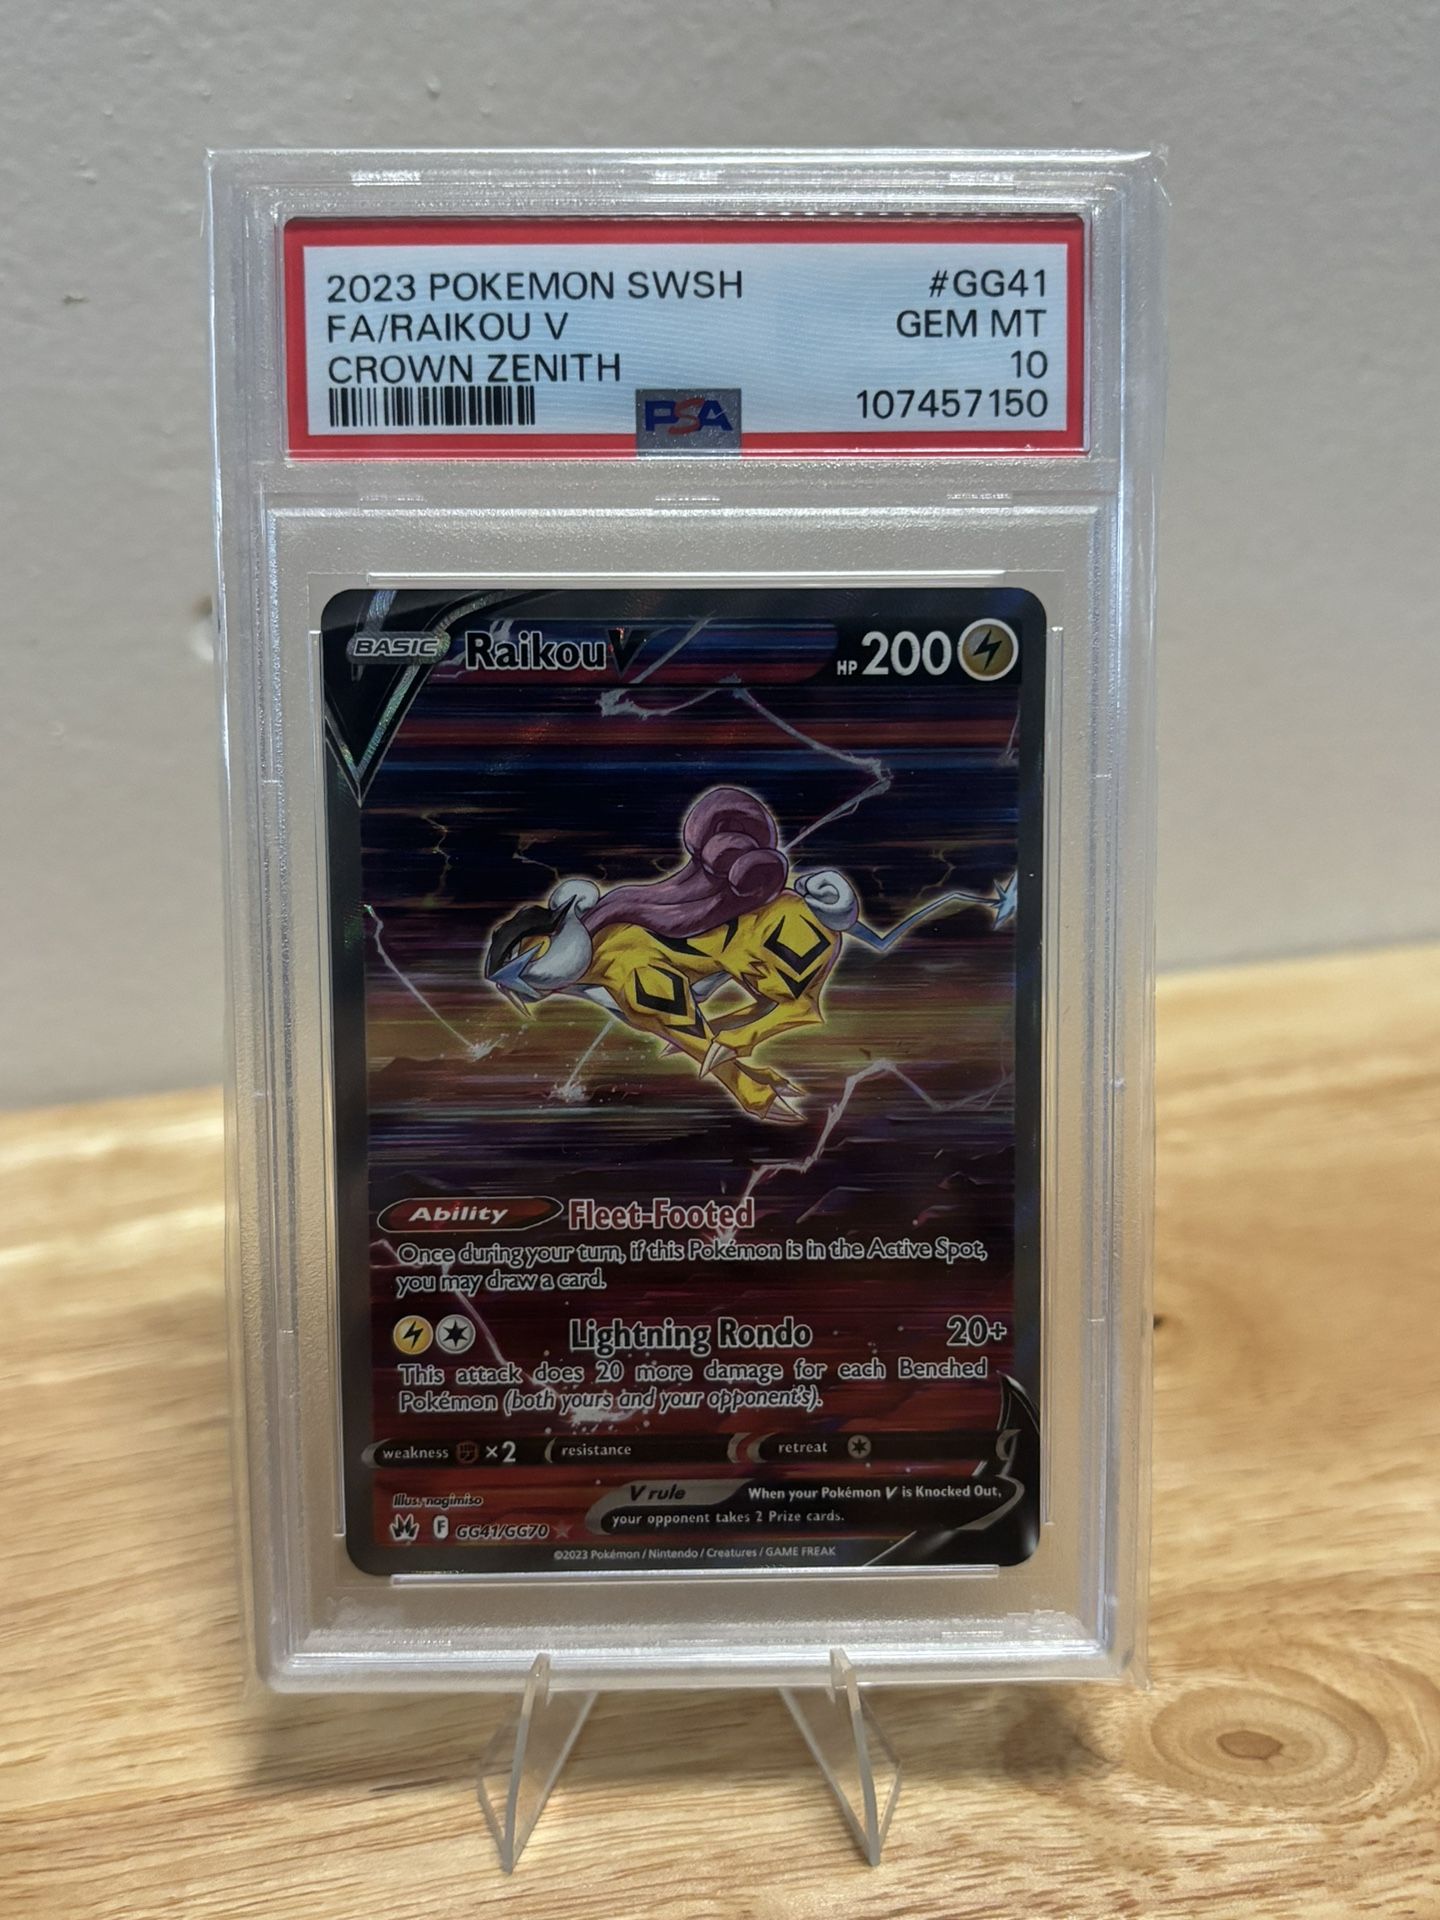 2023 POKEMON SWSH #GG41
FA/RAIKOU V GEM MT
CROWN ZENITH 10
PSA 107457150
BASIC Raikou V HP 200
Ability Fleet-Footed
Once during your turn, if this Pokémon is in the Active Spot,
you may draw a card.
Lightning Rondo 20+
This attack does 20 more damage for each Benched
Pokémon (both yours and your opponent's).
weakness ×2 resistance retreat
Illus. nagimiso
V rule When your Pokémon V is Knocked Out,
your opponent takes 2 Prize cards.
F GG41/GG70
©2023 Pokémon / Nintendo / Creatures / GAME FREAK